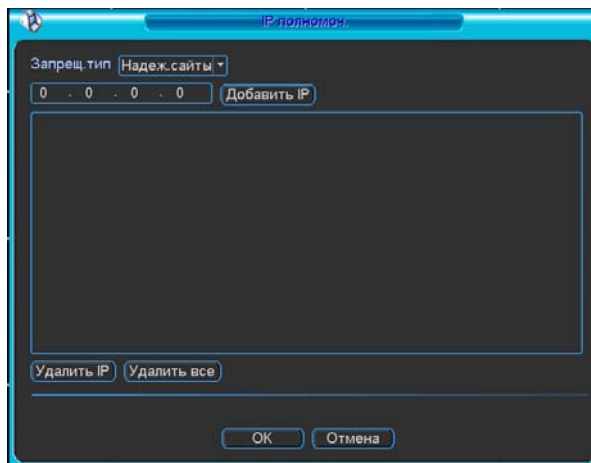 IP полномоч.
Запрещ.тип Надеж.сайты
0 . 0 . 0 . 0 Добавить IP
Удалить IP Удалить все
OK Отмена